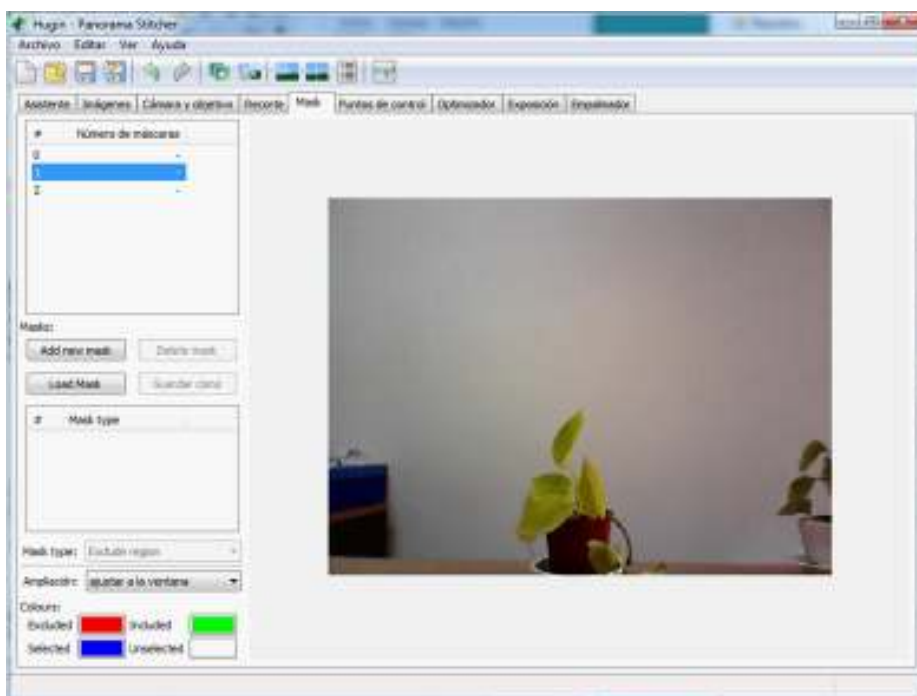 Hugin - Panorama Stitcher
Archivo Editar Ver Ayuda
Asistente Imágenes Cámara y objetivo Recorte Mask Puntos de control Optimizador Exposición Empalmador
# Número de máscaras
0 -
1 -
2 -
Masks:
Add new mask Delete mask
Load Mask Guardar como
# Mask type
Mask type: Exclude region
Ampliación: ajustar a la ventana
Colours:
Excluded Included
Selected Unselected